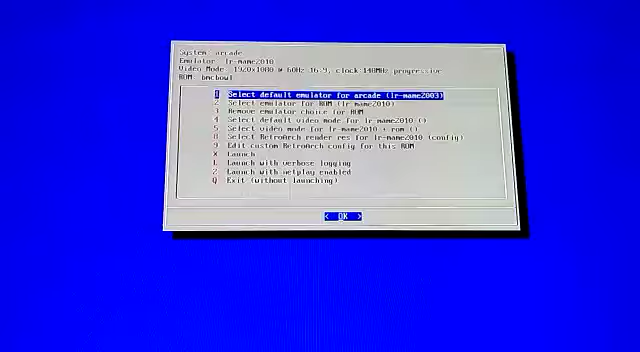 System: arcade
Emulator: lr-mame2010
Video Mode: 1920x1080 @ 60Hz 16:9, clock:148MHz progressive
ROM: bmcbowl
1 Select default emulator for arcade (lr-mame2003)
2 Select emulator for ROM (lr-mame2010)
3 Remove emulator choice for ROM
4 Select default video mode for lr-mame2010 ()
5 Select video mode for lr-mame2010 + rom ()
8 Select RetroArch render res for lr-mame2010 (config)
9 Edit custom RetroArch config for this ROM
X Launch
L Launch with verbose logging
Z Launch with netplay enabled
Q Exit (without launching)
< OK >